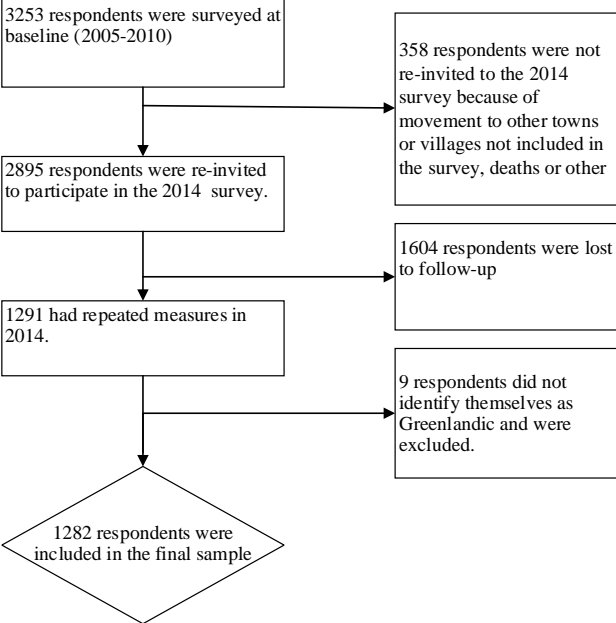 3253 respondents were surveyed at
baseline (2005-2010)
358 respondents were not
re-invited to the 2014
survey because of
movement to other towns
or villages not included in
the survey, deaths or other
2895 respondents were re-invited
to participate in the 2014 survey.
1604 respondents were lost
to follow-up
1291 had repeated measures in
2014.
9 respondents did not
identify themselves as
Greenlandic and were
excluded.
1282 respondents were
included in the final sample